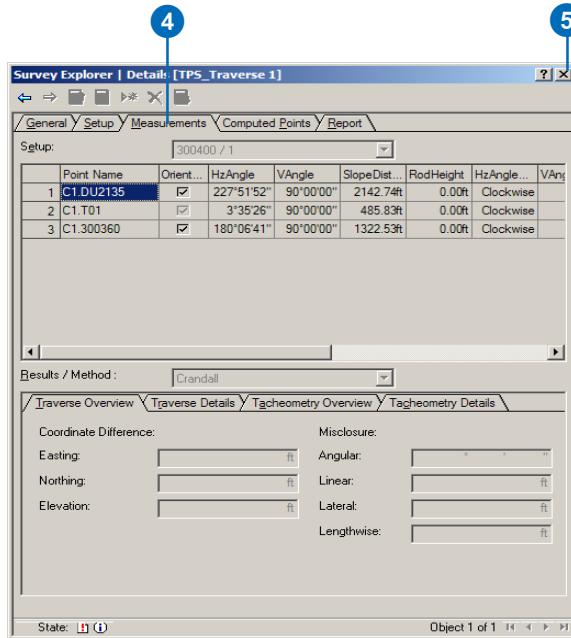 4
5
Survey Explorer | Details [TPS_Traverse 1]
General Setup Measurements Computed Points Report
Setup: 300400 / 1
Point Name Orient... HzAngle VAngle SlopeDist... RodHeight HzAngle... VAng
1 C1.DU2135 227°51'52" 90°00'00" 2142.74ft 0.00ft Clockwise
2 C1.T01 3°35'26" 90°00'00" 485.83ft 0.00ft Clockwise
3 C1.300360 180°06'41" 90°00'00" 1322.53ft 0.00ft Clockwise
Results / Method : Crandall
Traverse Overview Traverse Details Tacheometry Overview Tacheometry Details
Coordinate Difference: Misclosure:
Easting: ft Angular: ° ' "
Northing: ft Linear: ft
Elevation: ft Lateral: ft
Lengthwise: ft
State: Object 1 of 1